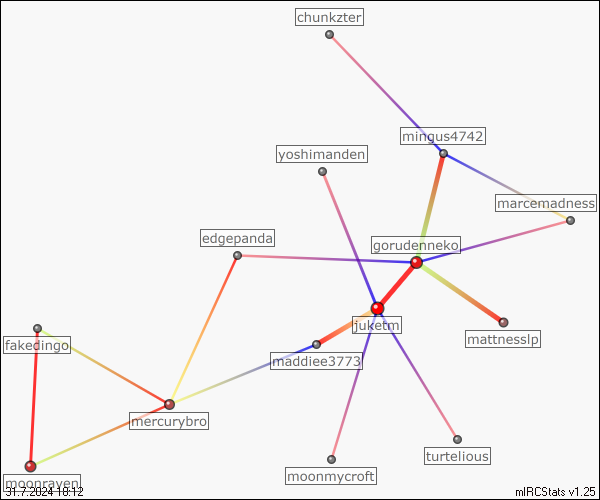 chunkzter
mingus4742
yoshimanden
marcemadness
edgepanda
gorudenneko
juketm
mattnesslp
fakedingo
maddiee3773
mercurybro
turtelious
moonmycroft
moonraven
31.7.2024 10:12
mIRCStats v1.25